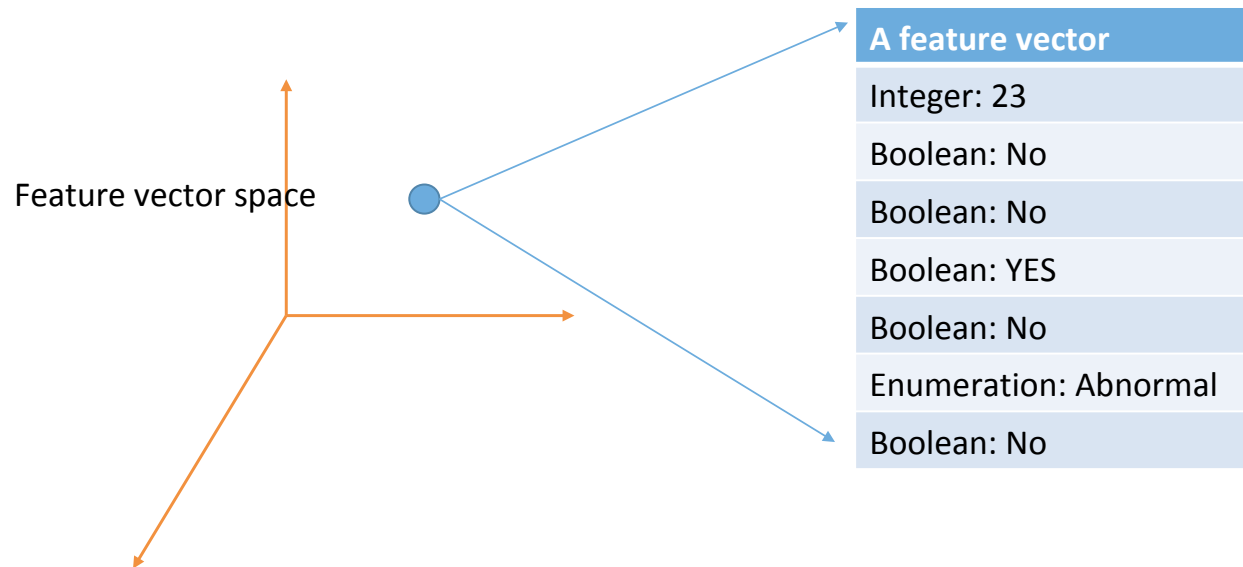 Feature vector space
A feature vector
Integer: 23
Boolean: No
Boolean: No
Boolean: YES
Boolean: No
Enumeration: Abnormal
Boolean: No